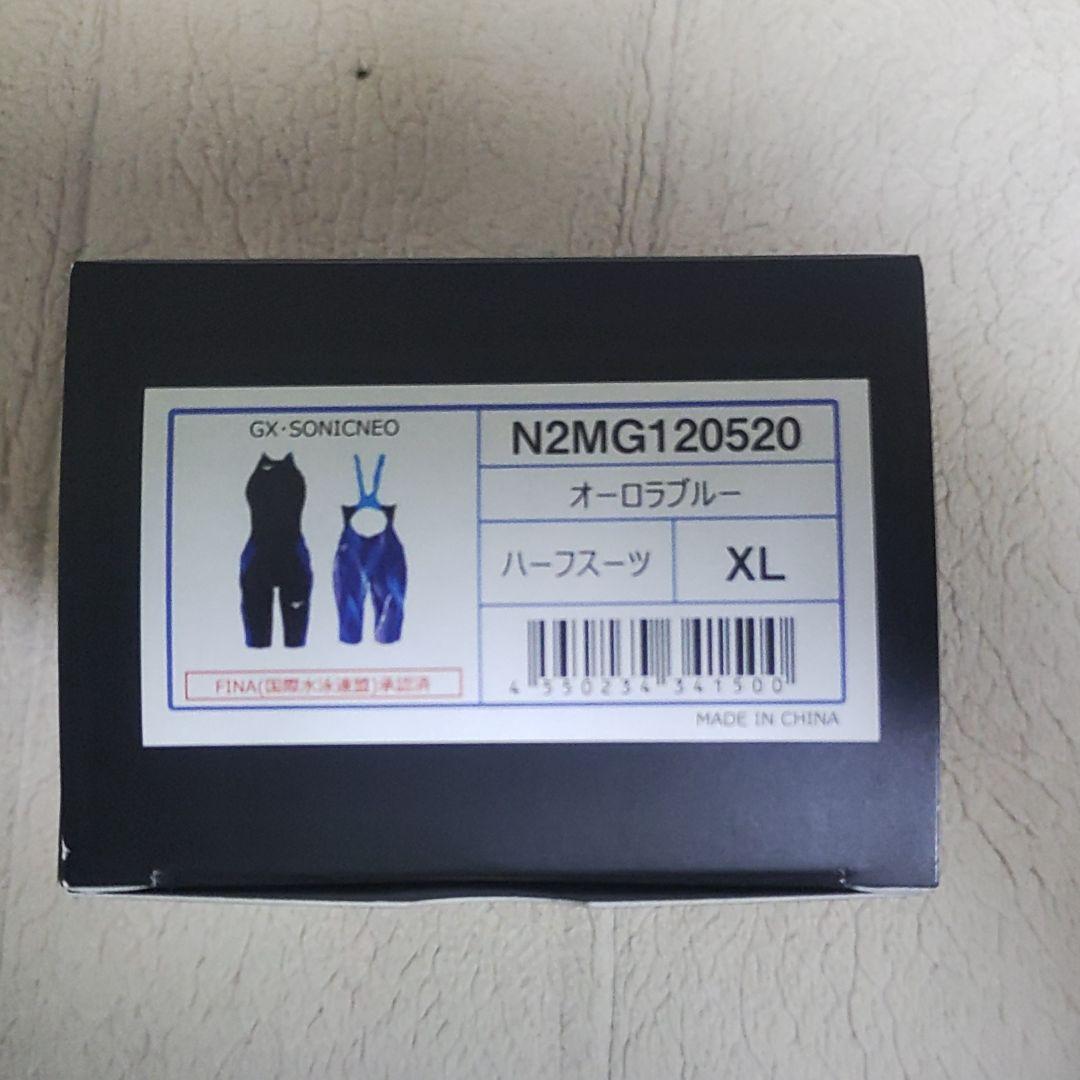 GX・SONICNEO
FINA(国際水泳連盟)承認済
N2MG120520
オーロラブルー
ハーフスーツ
XL
4 550234 341500
MADE IN CHINA